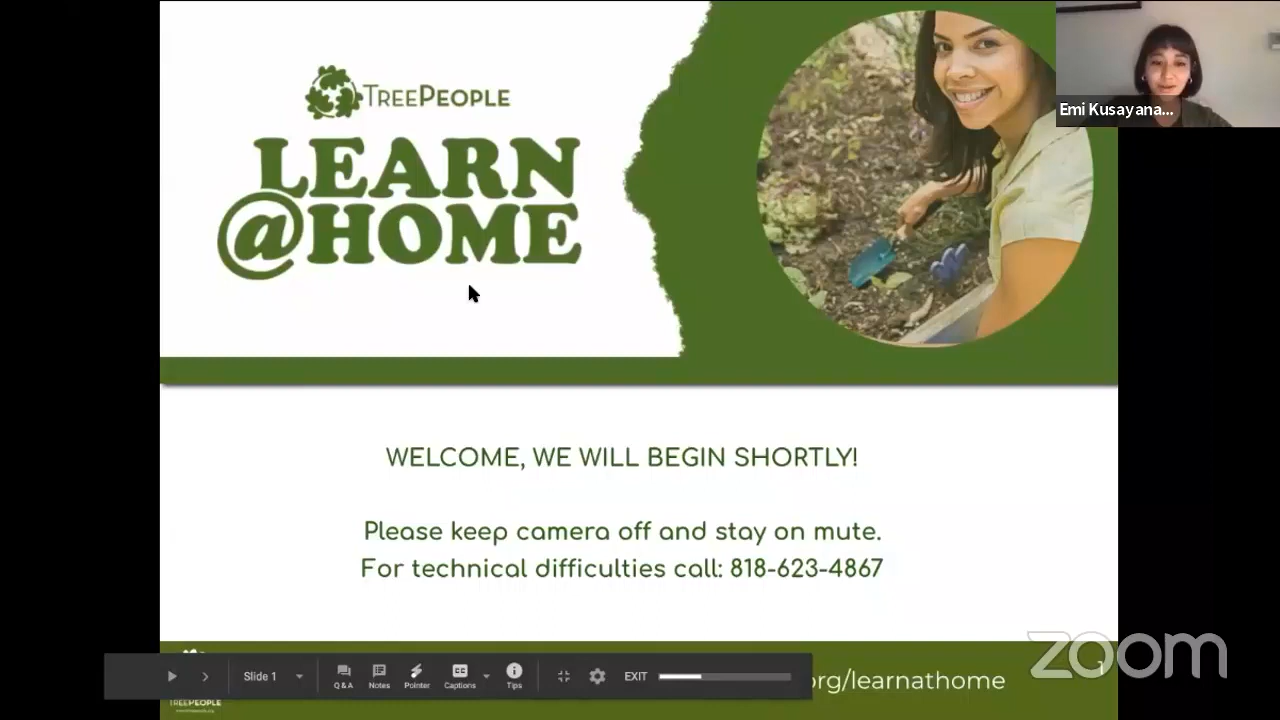 TREEPEOPLE
LEARN
@HOME
Emi Kusayana...
WELCOME, WE WILL BEGIN SHORTLY!
Please keep camera off and stay on mute.
For technical difficulties call: 818-623-4867
Slide 1
Q & A
Notes
Pointer
Captions
Tips
EXIT
org/learnathome
1
zoom
TREEPEOPLE